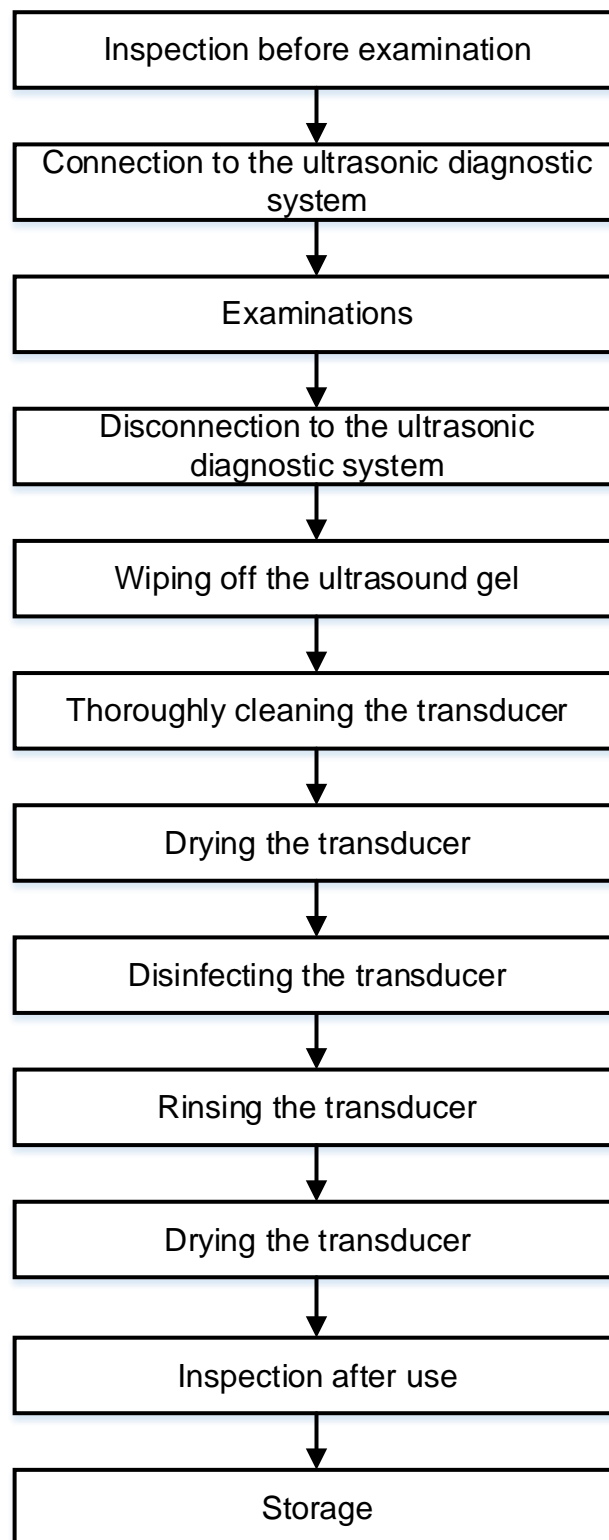 Inspection before examination
Connection to the ultrasonic diagnostic
system
Examinations
Disconnection to the ultrasonic
diagnostic system
Wiping off the ultrasound gel
Thoroughly cleaning the transducer
Drying the transducer
Disinfecting the transducer
Rinsing the transducer
Drying the transducer
Inspection after use
Storage